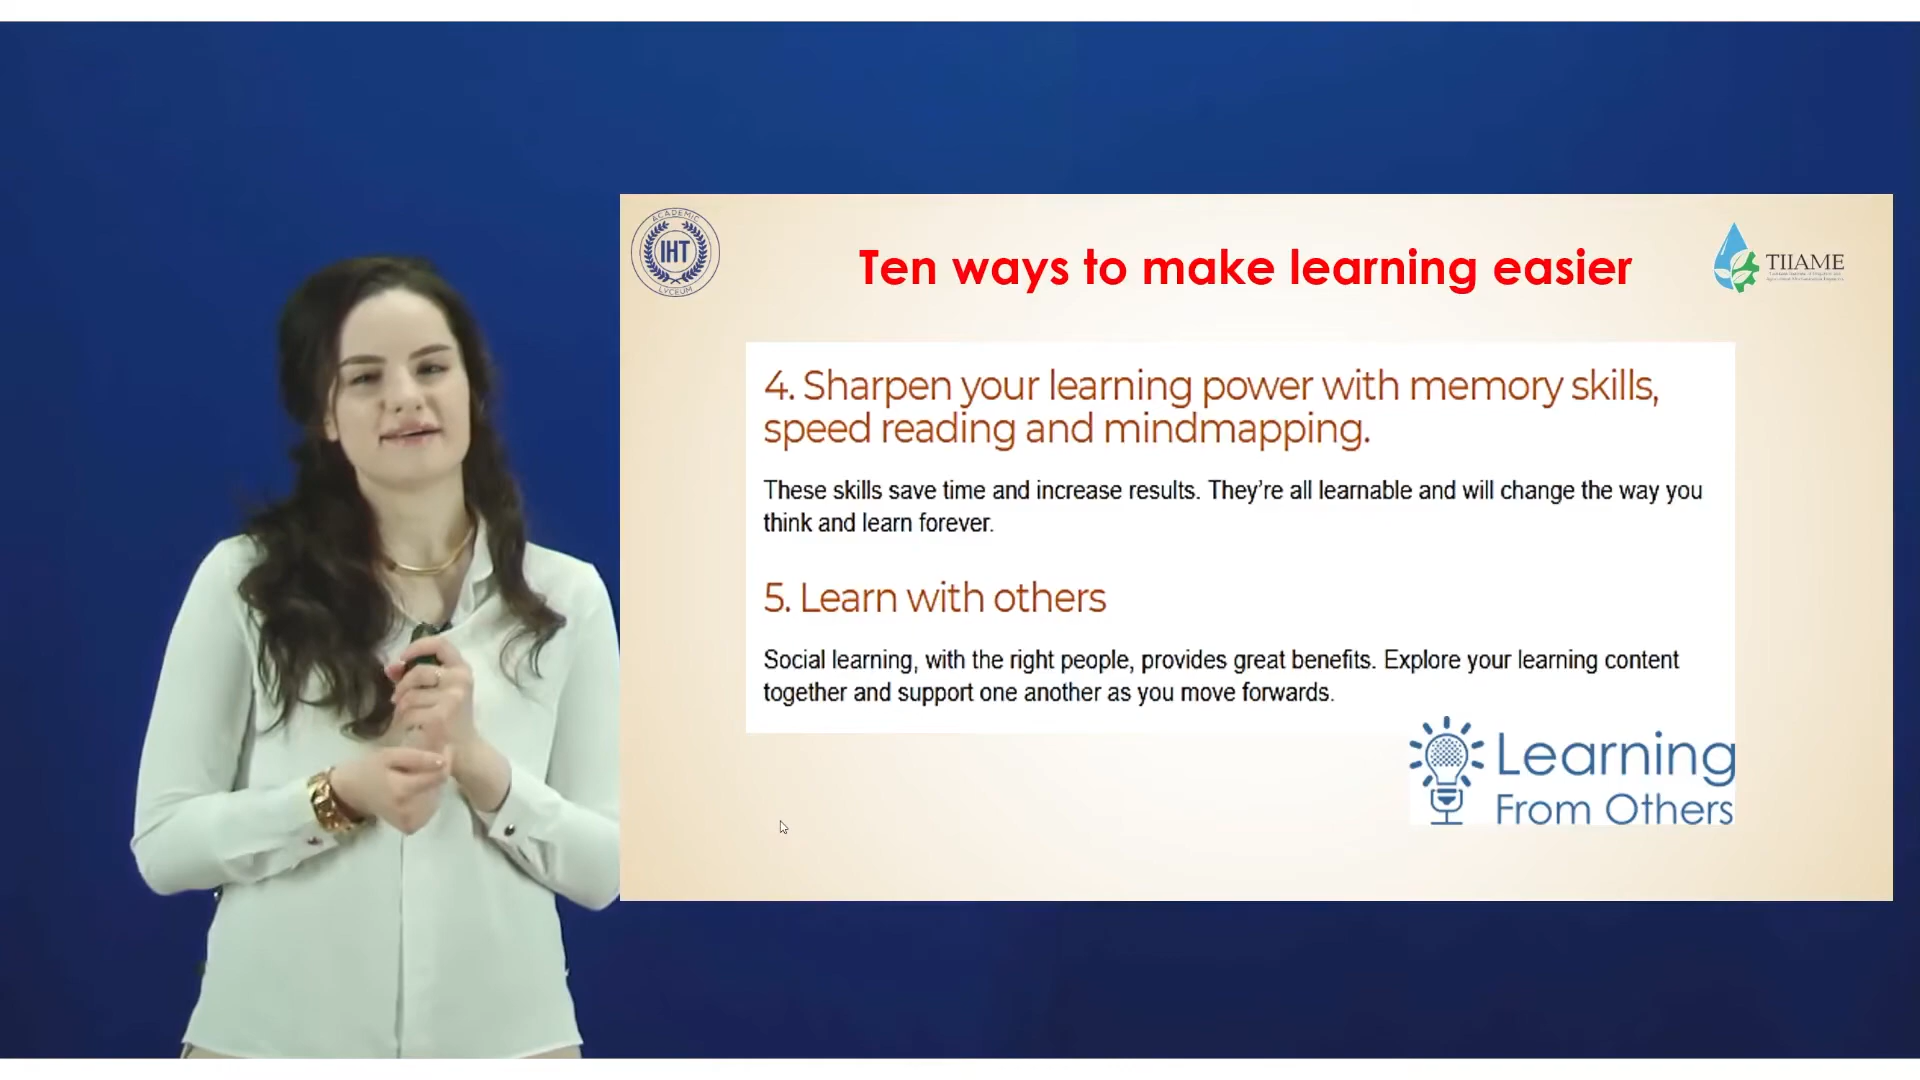 ACADEMIC
IHT
LYCEUM
Ten ways to make learning easier
TIIAME
4. Sharpen your learning power with memory skills,
speed reading and mindmapping.
These skills save time and increase results. They're all learnable and will change the way you
think and learn forever.
5. Learn with others
Social learning, with the right people, provides great benefits. Explore your learning content
together and support one another as you move forwards.
Learning
From Others